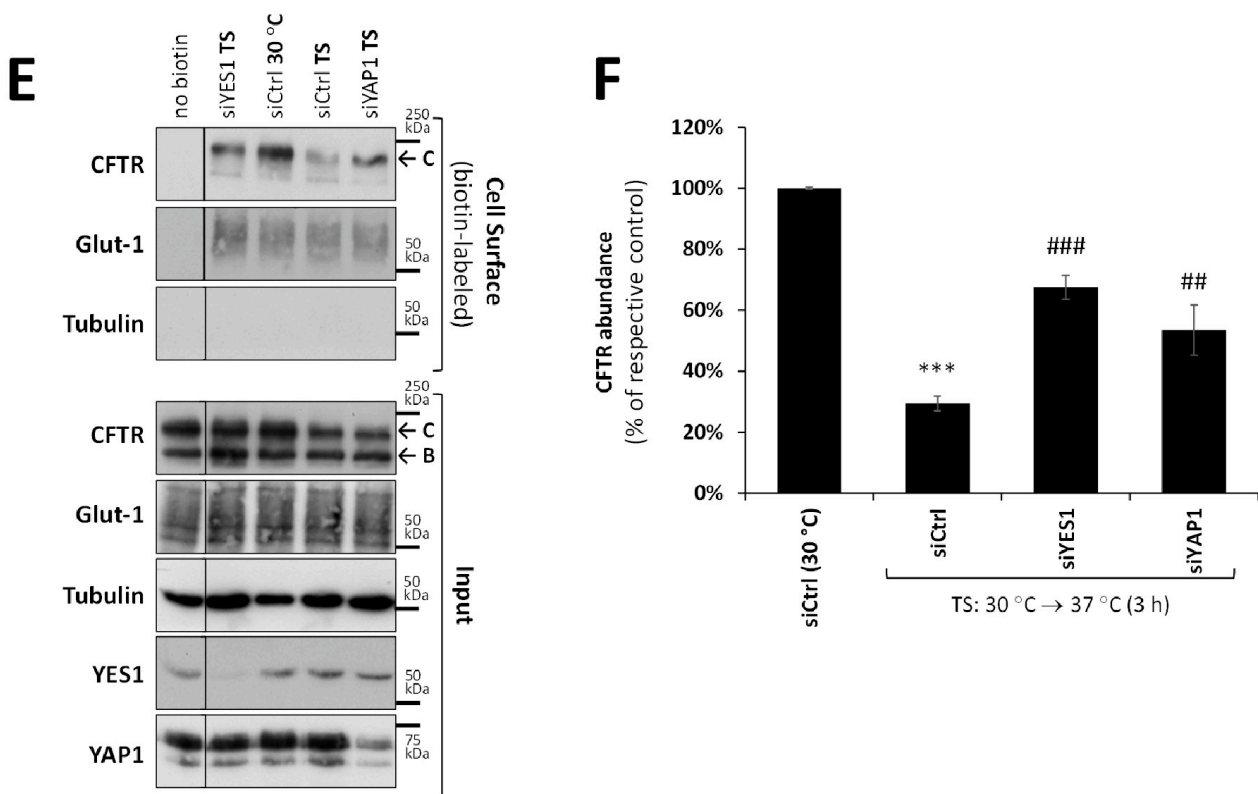 E
no biotin
siYES1 TS
siCtrl 30 °C
siCtrl TS
siYAP1 TS
250
kDa
CFTR
← C
Glut-1
50
kDa
Tubulin
50
kDa
Cell Surface
(biotin-labeled)
250
kDa
CFTR
← C
← B
Glut-1
50
kDa
Tubulin
50
kDa
YES1
50
kDa
YAP1
75
kDa
Input
F
CFTR abundance
(% of respective control)
120%
100%
80%
60%
40%
20%
0%
***
###
##
siCtrl (30 °C)
siCtrl
siYES1
siYAP1
TS: 30 °C → 37 °C (3 h)